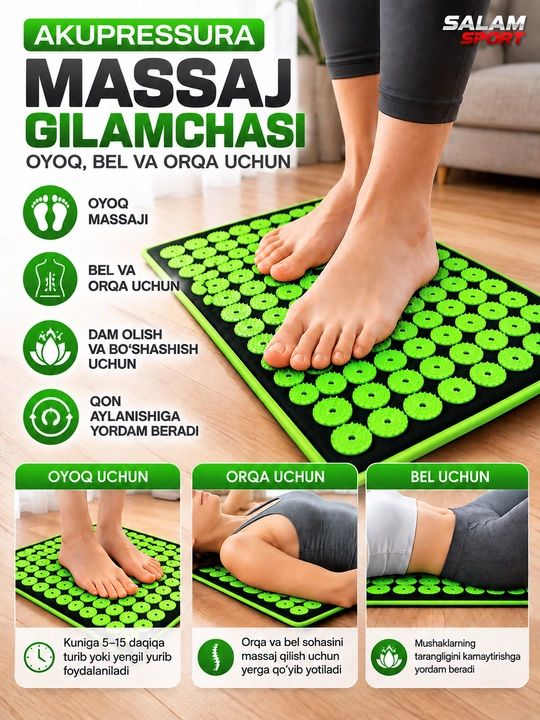 SALAM
SPORT
AKUPRESSURA
MASSAJ
GILAMCHASI
OYOQ, BEL VA ORQA UCHUN
OYOQ
MASSAJI
BEL VA
ORQA UCHUN
DAM OLISH
VA BO'SHASHISH
UCHUN
QON
AYLANISHIGA
YORDAM BERADI
OYOQ UCHUN
Kuniga 5–15 daqiqa
turib yoki yengil yurib
foydalaniladi
ORQA UCHUN
Orqa va bel sohasini
massaj qilish uchun
yerga qo'yib yotiladi
BEL UCHUN
Mushaklarning
tarangligini kamaytirishga
yordam beradi